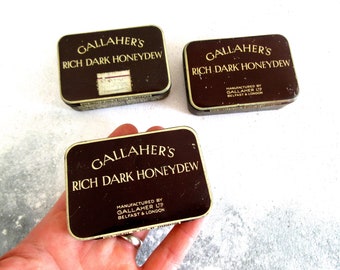 GALLAHER'S
RICH DARK HONEYDEW
GALLAHER'S
RICH DARK HONEYDEW
MANUFACTURED BY
GALLAHER LTD
BELFAST & LONDON
GALLAHER'S
RICH DARK HONEYDEW
MANUFACTURED BY
GALLAHER LTD
BELFAST & LONDON